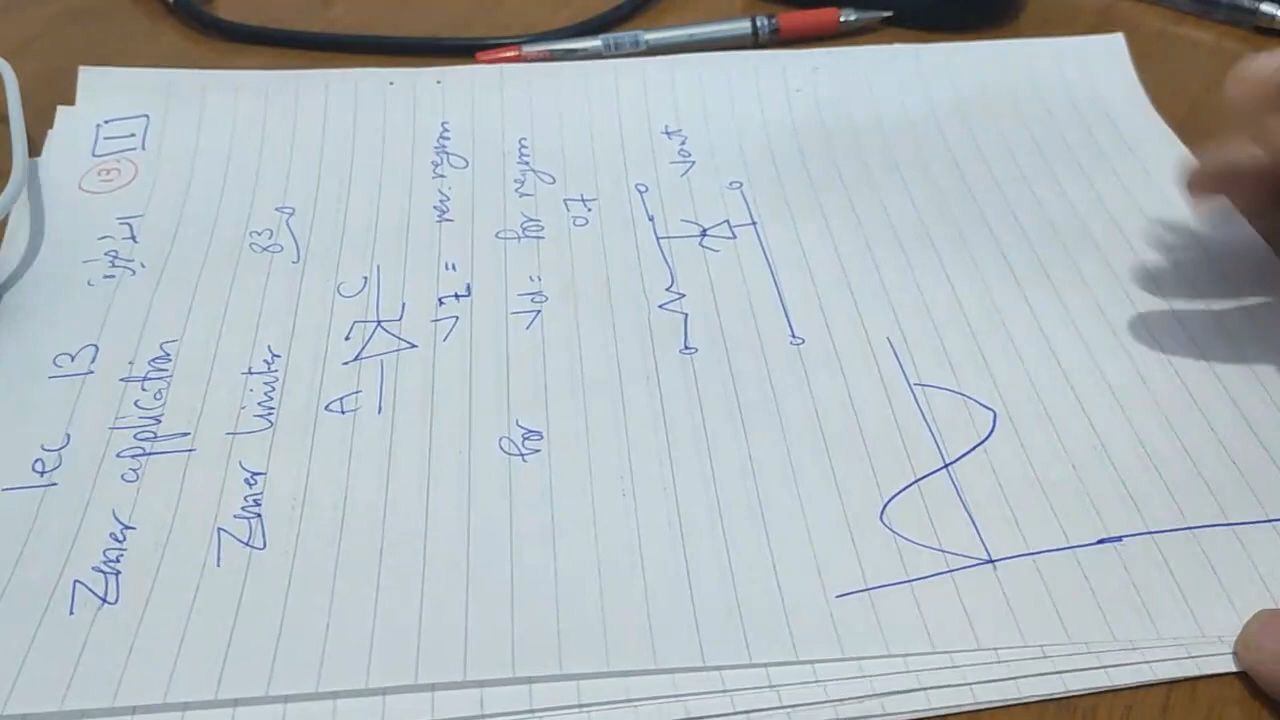 lec 13
13 1
Zener application
Zener limiter 83
A C
Vz = rev. region
for Vd = for region
0.7
Vout